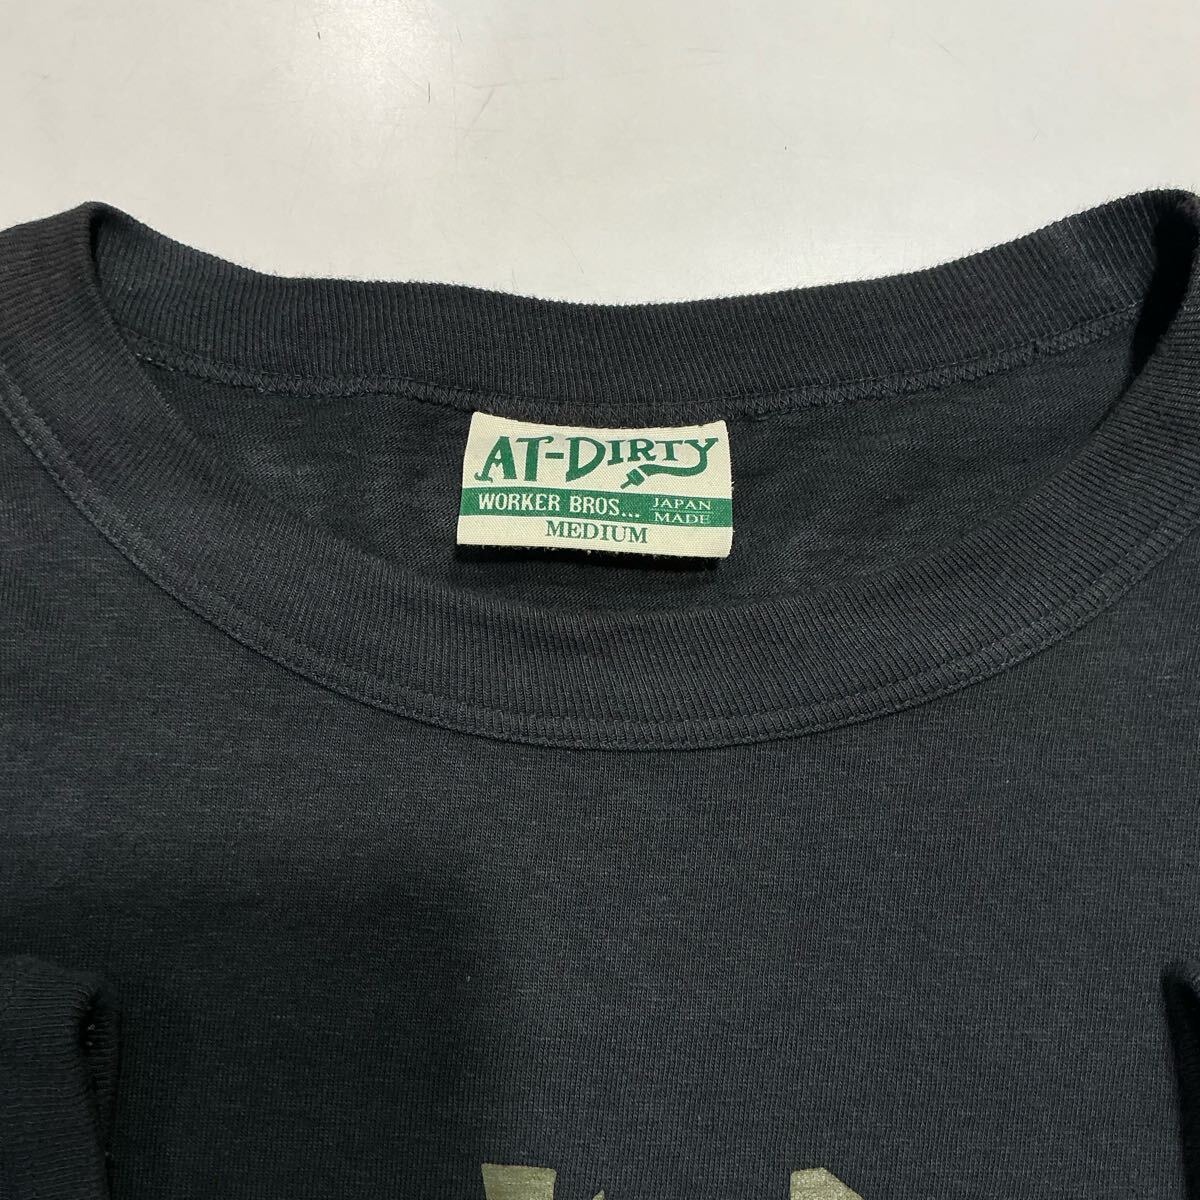 AT-DIRTY
WORKER BROS... JAPAN MADE
MEDIUM